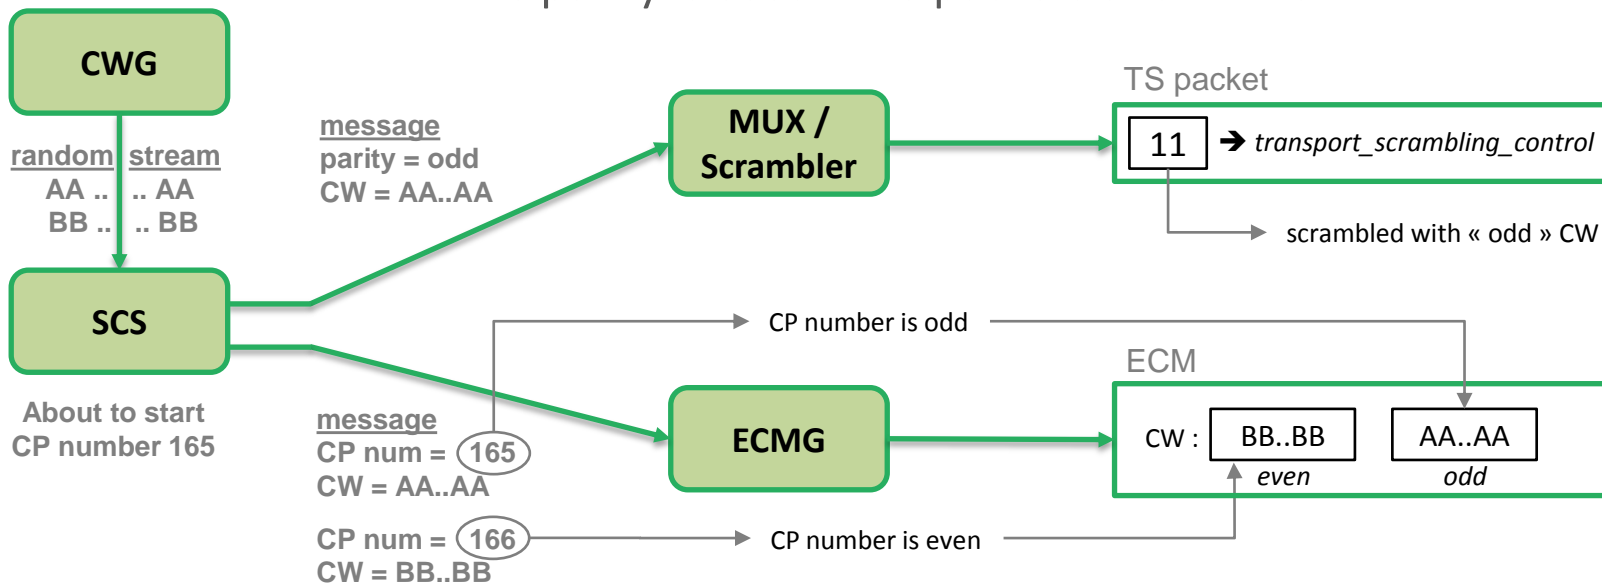 CWG
random stream
AA .. .. AA
BB .. .. BB
SCS
About to start
CP number 165
message
parity = odd
CW = AA..AA
MUX /
Scrambler
TS packet
11 ➔ transport_scrambling_control
scrambled with « odd » CW
CP number is odd
message
CP num = 165
CW = AA..AA
CP num = 166
CW = BB..BB
ECMG
CP number is even
ECM
CW : BB..BB AA..AA
even odd